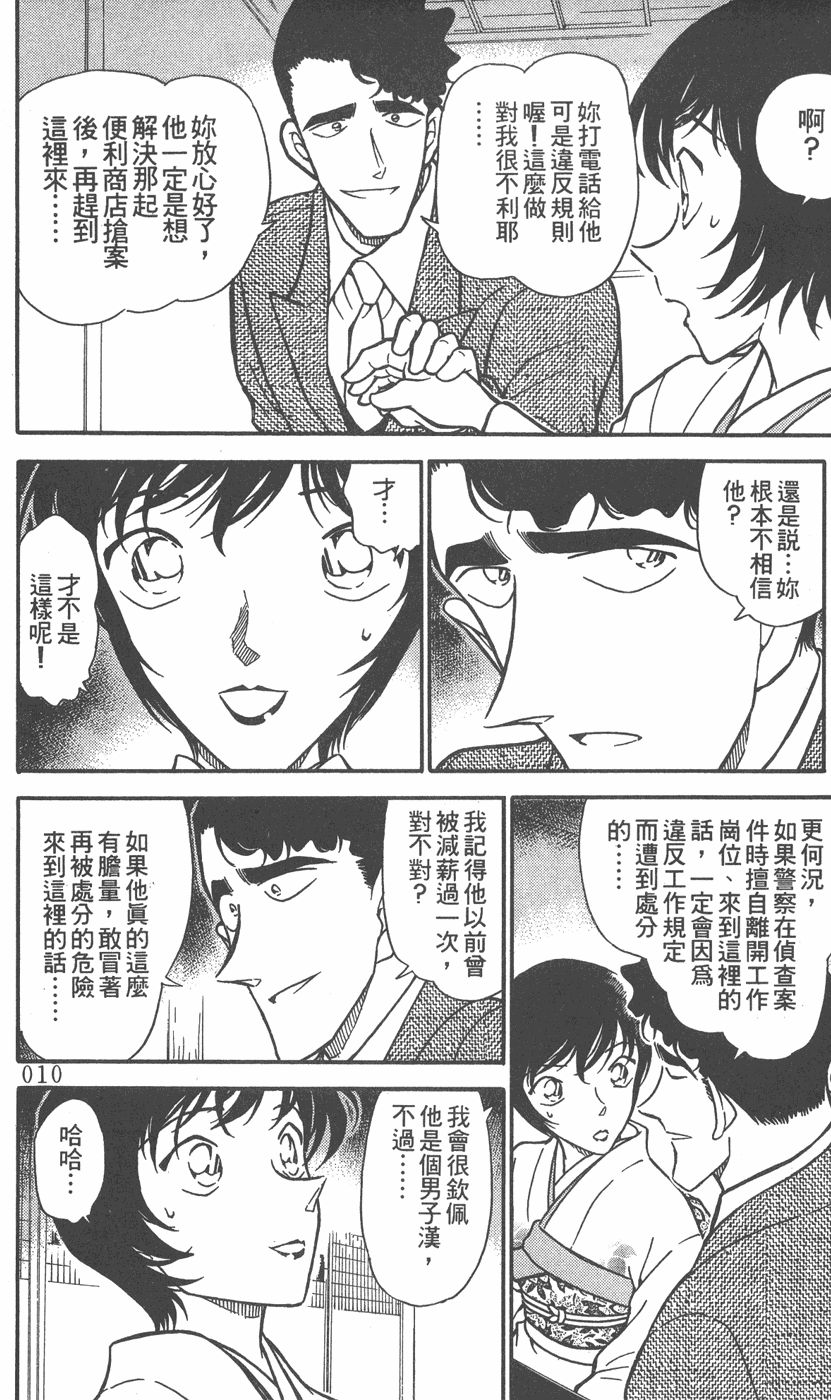 啊?
妳打電話給他
可是違反規則
喔!這麼做
對我很不利耶
……
妳放心好了,
他一定是想
解決那起
便利商店搶案
後,再趕到
這裡來……
還是說…妳
根本不相信
他?
才…
才不是
這樣呢!
更何況,
如果警察在偵查案
件時擅自離開工作
崗位、來到這裡的
話,一定會因為
違反工作規定
而遭到處分
的……
我記得他以前曾
被減薪過一次,
對不對?
如果他真的這麼
有膽量,敢冒著
再被處分的危險
來到這裡的話……
我會很欽佩
他是個男子漢,
不過……
哈哈…
010